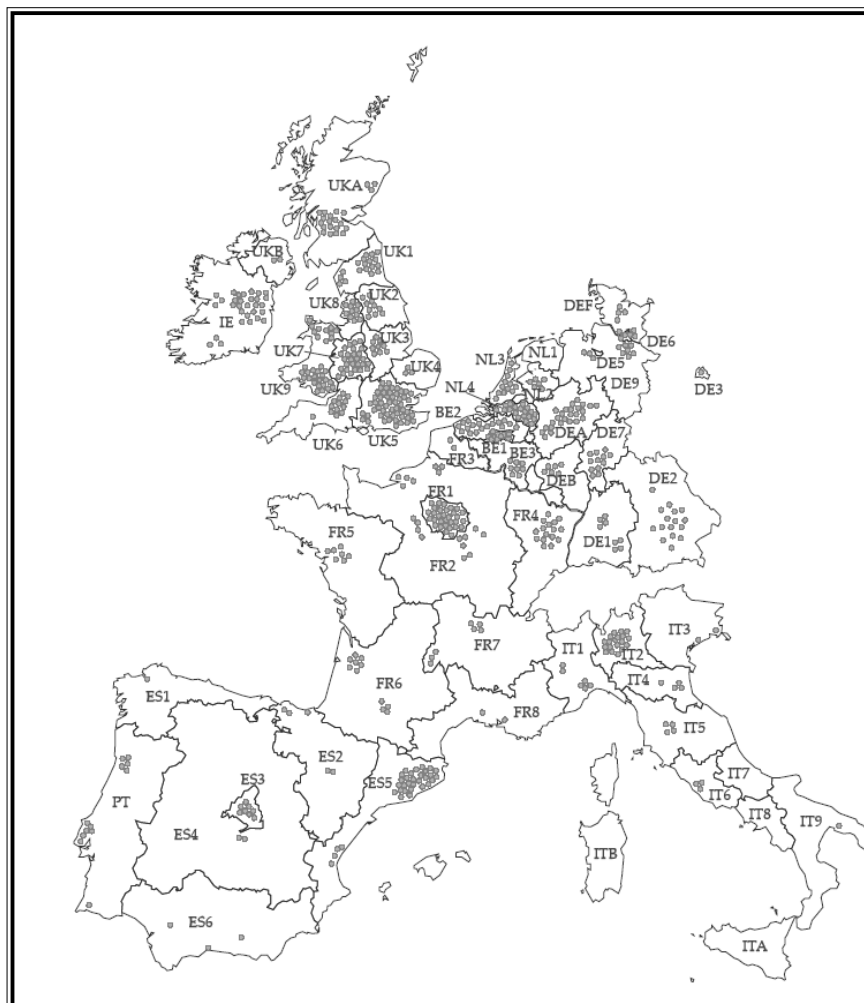 UKA
UKB
UK1
IE
UK8
UK2
DEF
UK3
DE6
UK7
NL3
NL1
DE5
UK4
DE3
UK9
NL4
DE9
BE2
UK6
UK5
DEA
DE7
BE1
BE3
FR3
DEB
DE2
FR1
FR4
FR5
DE1
FR2
IT3
IT1
IT2
FR7
IT4
FR6
ES1
FR8
IT5
ES2
ES3
ES5
IT7
PT
IT6
IT8
IT9
ES4
ITB
ES6
ITA